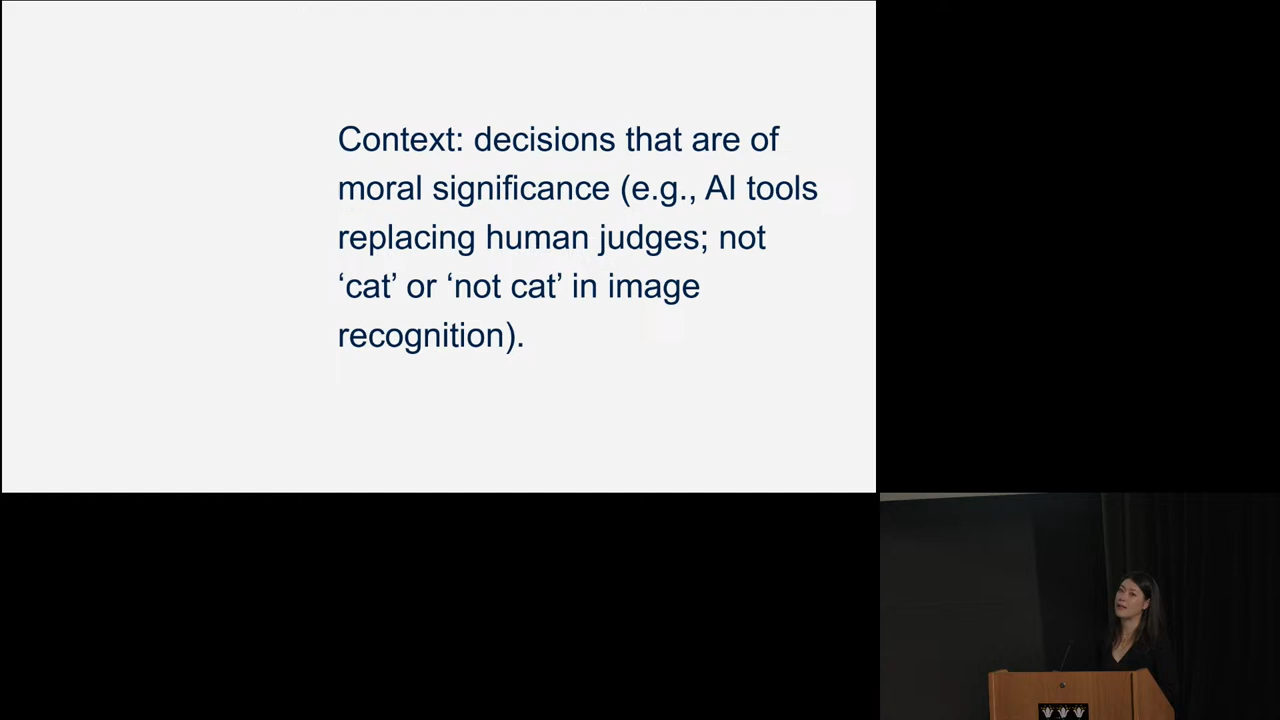 Context: decisions that are of
moral significance (e.g., AI tools
replacing human judges; not
‘cat’ or ‘not cat’ in image
recognition).